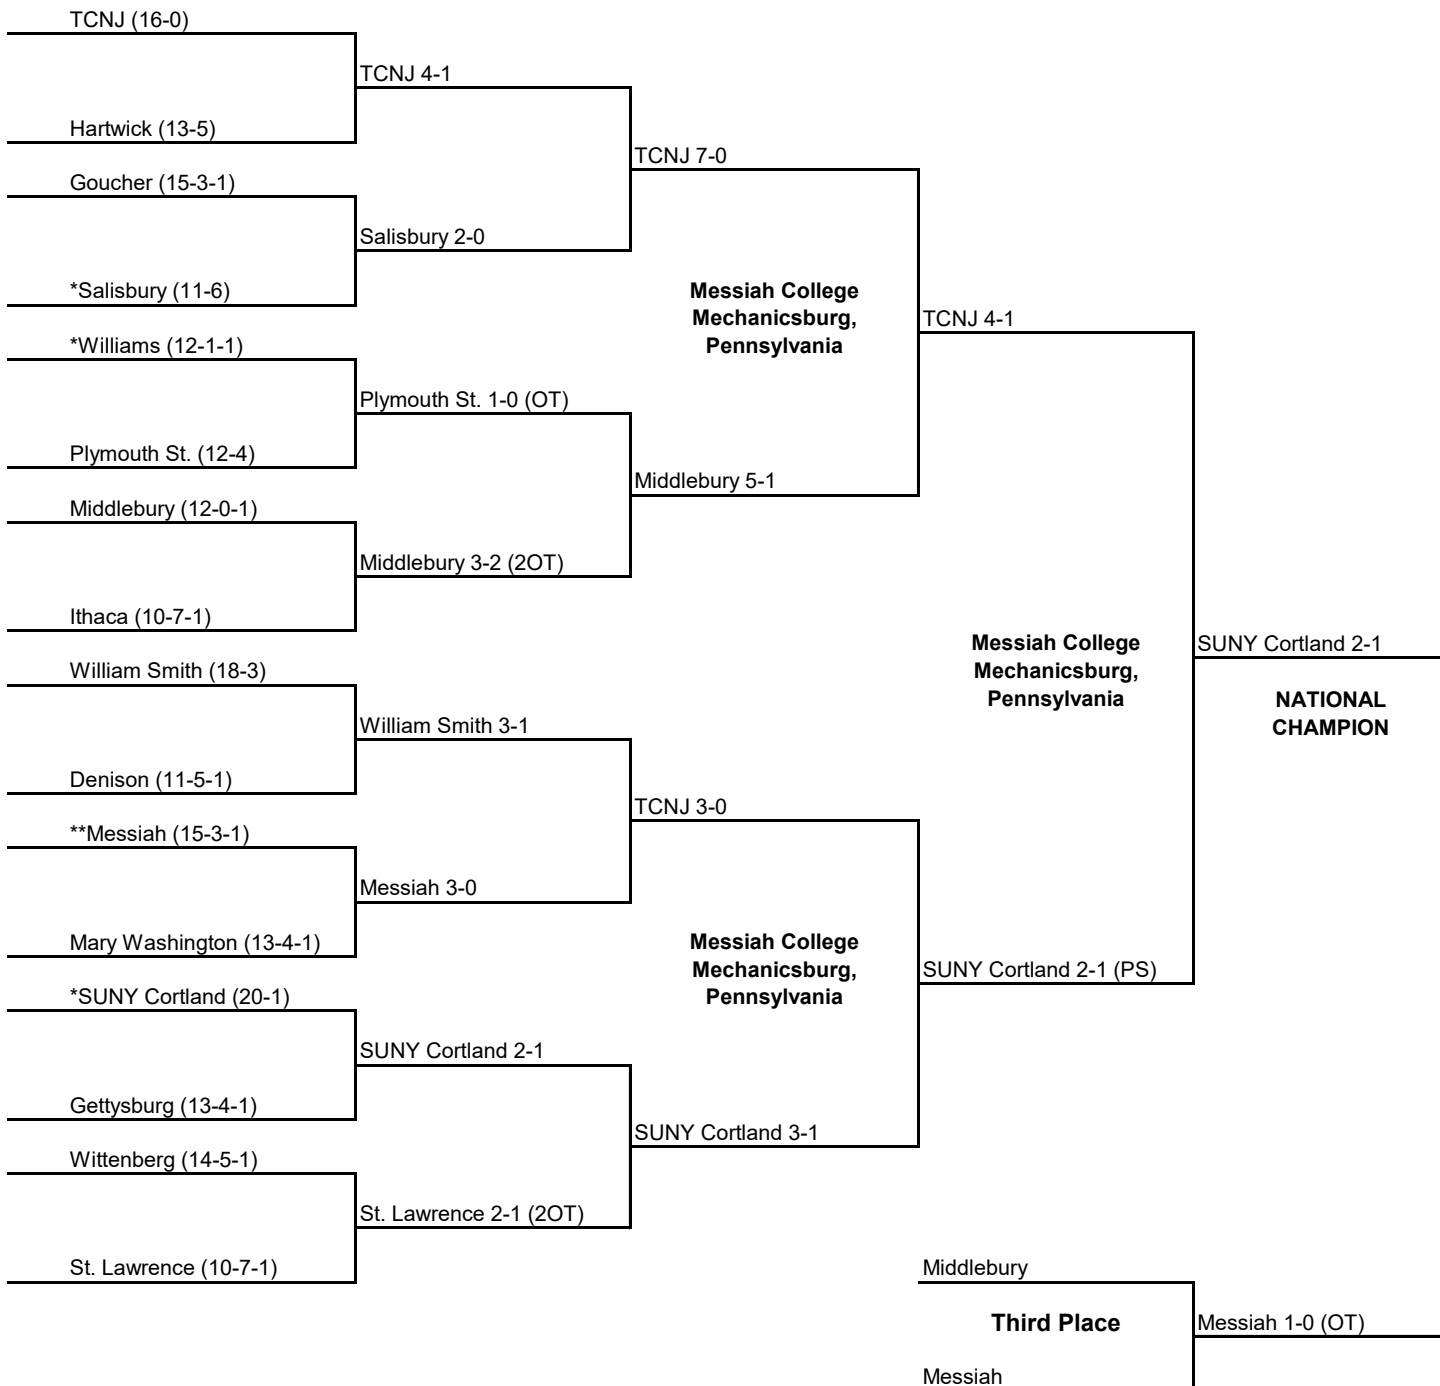 TCNJ (16-0)
TCNJ 4-1
Hartwick (13-5)
TCNJ 7-0
Goucher (15-3-1)
Salisbury 2-0
*Salisbury (11-6)
Messiah College
Mechanicsburg,
Pennsylvania
TCNJ 4-1
*Williams (12-1-1)
Plymouth St. 1-0 (OT)
Plymouth St. (12-4)
Middlebury 5-1
Middlebury (12-0-1)
Middlebury 3-2 (2OT)
Ithaca (10-7-1)
Messiah College
Mechanicsburg,
Pennsylvania
SUNY Cortland 2-1
NATIONAL
CHAMPION
William Smith (18-3)
William Smith 3-1
Denison (11-5-1)
TCNJ 3-0
**Messiah (15-3-1)
Messiah 3-0
Mary Washington (13-4-1)
Messiah College
Mechanicsburg,
Pennsylvania
SUNY Cortland 2-1 (PS)
*SUNY Cortland (20-1)
SUNY Cortland 2-1
Gettysburg (13-4-1)
SUNY Cortland 3-1
Wittenberg (14-5-1)
St. Lawrence 2-1 (2OT)
St. Lawrence (10-7-1)
Middlebury
Third Place
Messiah 1-0 (OT)
Messiah